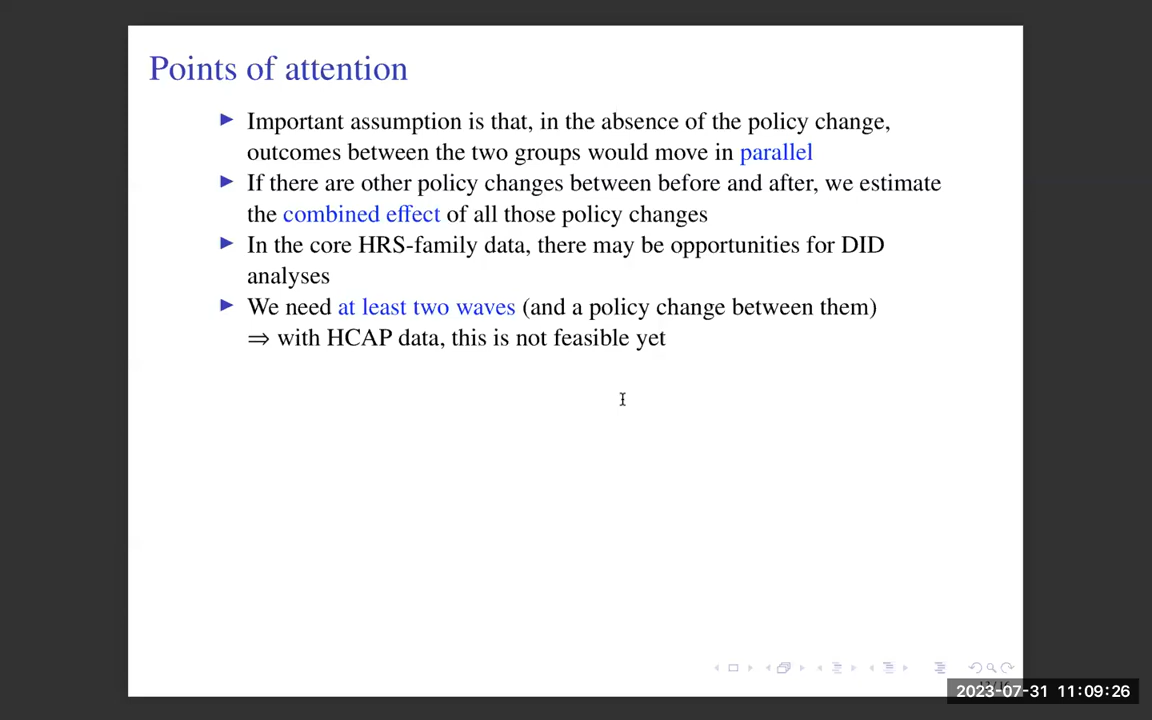 Points of attention
▶ Important assumption is that, in the absence of the policy change,
outcomes between the two groups would move in parallel
▶ If there are other policy changes between before and after, we estimate
the combined effect of all those policy changes
▶ In the core HRS-family data, there may be opportunities for DID
analyses
▶ We need at least two waves (and a policy change between them)
⇒ with HCAP data, this is not feasible yet
2023-07-31 11:09:26